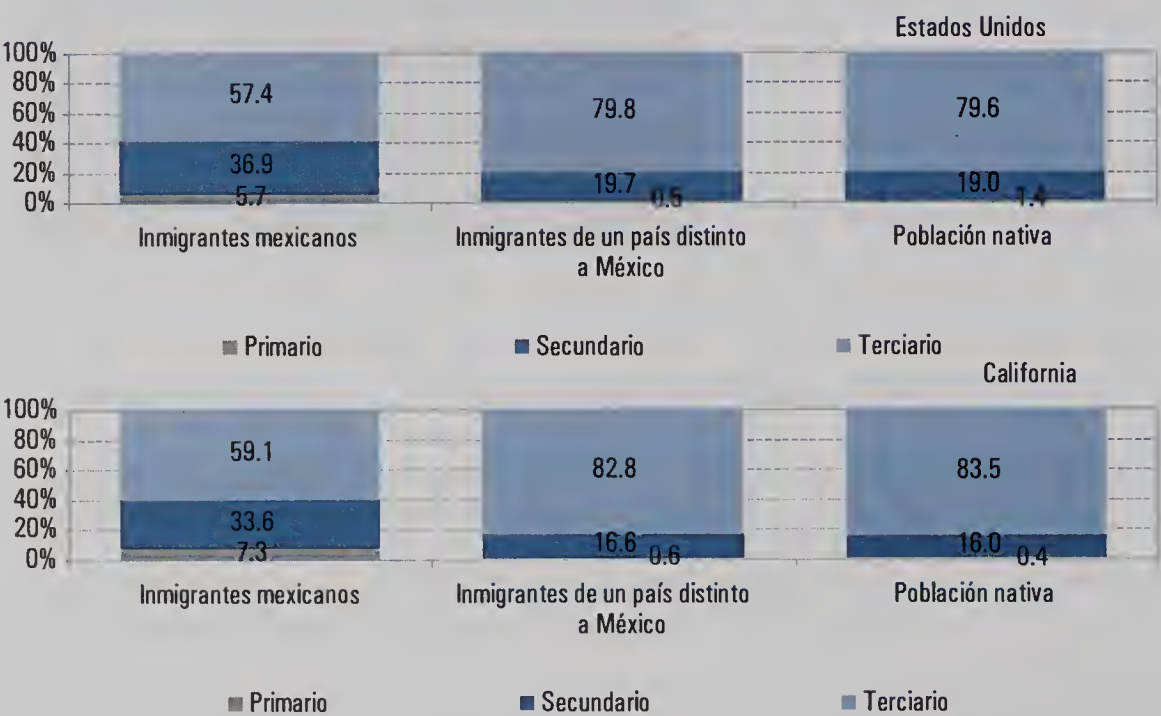 Estados Unidos
100%
80%
60%
40%
20%
0%
57.4
36.9
5.7
79.8
19.7
0.5
79.6
19.0
1.4
Inmigrantes mexicanos
Inmigrantes de un país distinto
a México
Población nativa
Primario
Secundario
Terciario
California
100%
80%
60%
40%
20%
0%
59.1
33.6
7.3
82.8
16.6
0.6
83.5
16.0
0.4
Inmigrantes mexicanos
Inmigrantes de un país distinto
a México
Población nativa
Primario
Secundario
Terciario